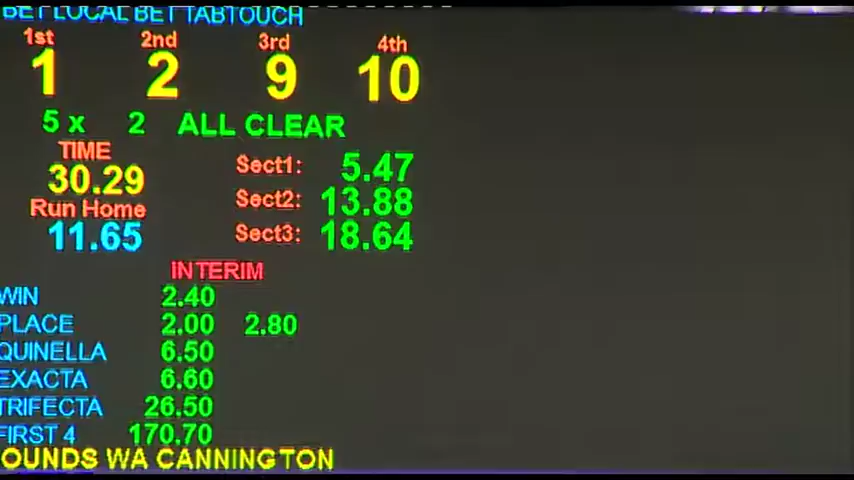 BET LOCAL BET TABTOUCH
1st 2nd 3rd 4th
1 2 9 10
5 x 2 ALL CLEAR
TIME
30.29
Run Home
11.65
Sect1: 5.47
Sect2: 13.88
Sect3: 18.64
INTERIM
WIN 2.40
PLACE 2.00 2.80
QUINELLA 6.50
EXACTA 6.60
TRIFECTA 26.50
FIRST 4 170.70
OUNDS WA CANNINGTON